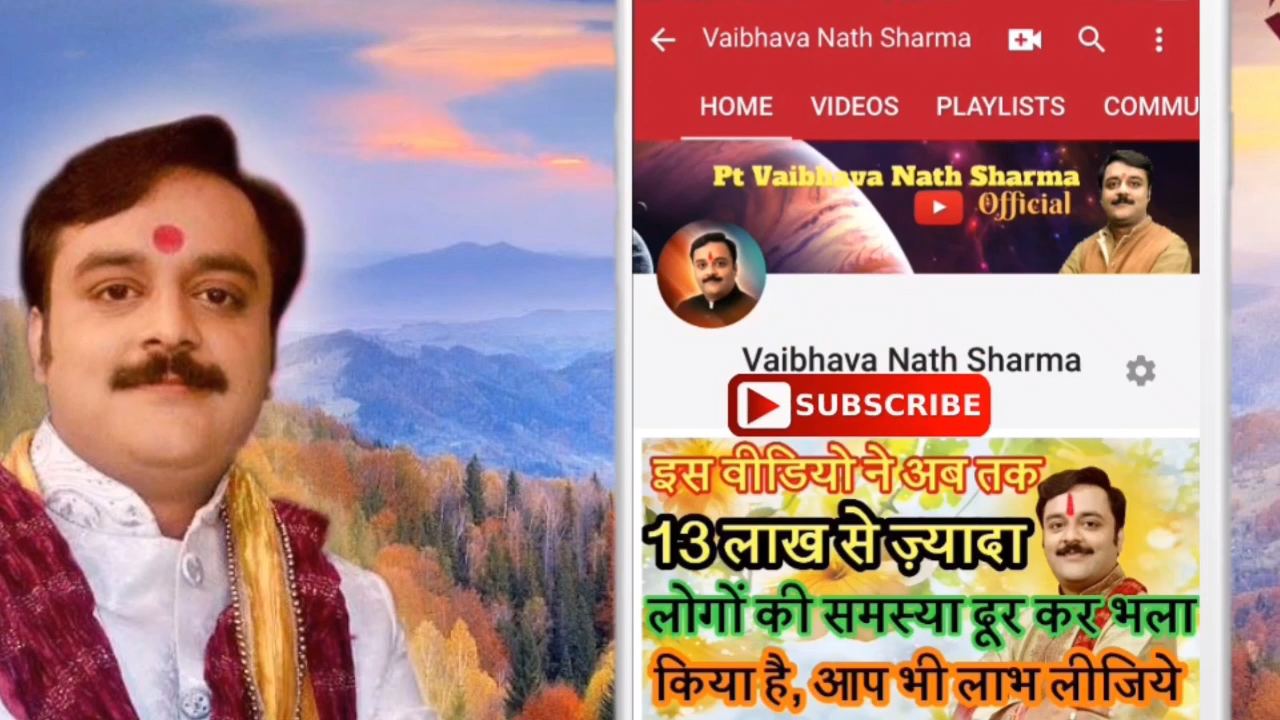 Vaibhava Nath Sharma
HOME VIDEOS PLAYLISTS COMMU
Pt Vaibhava Nath Sharma
Official
Vaibhava Nath Sharma
SUBSCRIBE
इस वीडियो ने अब तक
13 लाख से ज़्यादा
लोगों की समस्या दूर कर भला
किया है, आप भी लाभ लीजिये